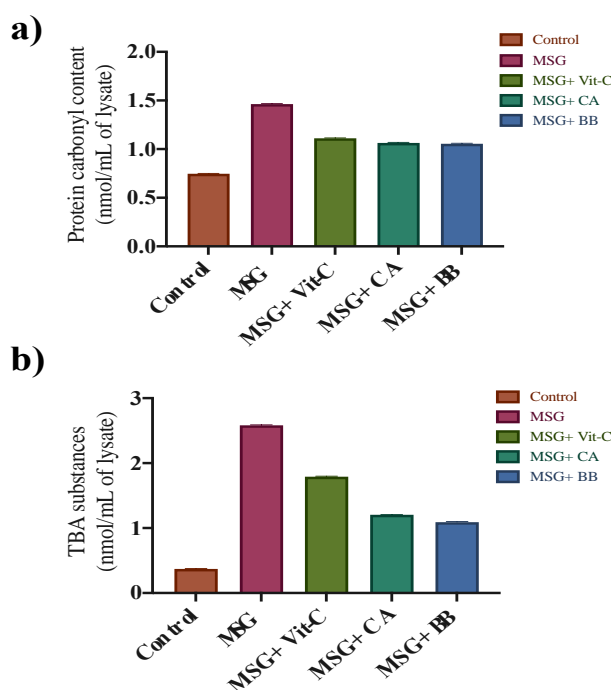 a)
Protein carbonyl content
(nmol/mL of lysate)
2.0
1.5
1.0
0.5
0.0
Control
MSG
MSG+ Vit-C
MSG+ CA
MSG+ BB
Control
MSG
MSG+ Vit-C
MSG+ CA
MSG+ BB
b)
TBA substances
(nmol/mL of lysate)
3
2
1
0
Control
MSG
MSG+ Vit-C
MSG+ CA
MSG+ BB
Control
MSG
MSG+ Vit-C
MSG+ CA
MSG+ BB